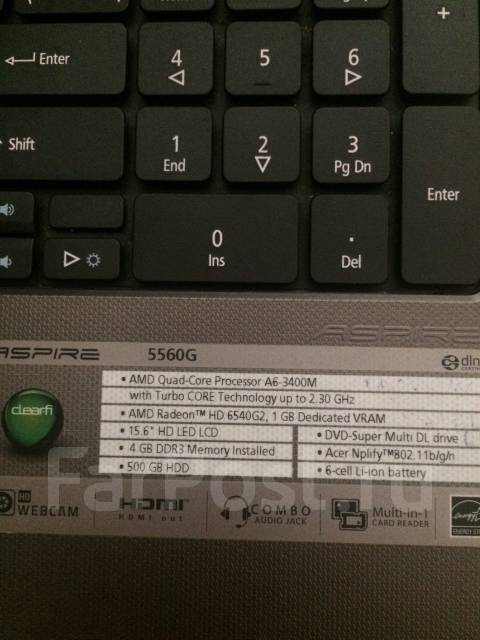 +
Enter
4
5
6
Shift
1
End
2
3
Pg Dn
Enter
0
Ins
.
Del
ASPIRE
ASPIRE 5560G
clearfi
• AMD Quad-Core Processor A6-3400M
with Turbo CORE Technology up to 2.30 GHz
• AMD Radeon™ HD 6540G2, 1 GB Dedicated VRAM
• 15.6" HD LED LCD
• 4 GB DDR3 Memory Installed
• 500 GB HDD
• DVD-Super Multi DL drive
• Acer Nplify™802.11b/g/n
• 6-cell Li-ion battery
FarPost.ru
HD
WEBCAM
HDMI
HDMI out
COMBO
AUDIO JACK
Multi-in-1
CARD READER